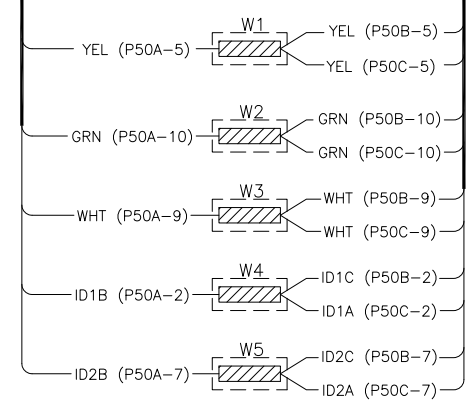 W1
YEL (P50A-5)
YEL (P50B-5)
YEL (P50C-5)
W2
GRN (P50A-10)
GRN (P50B-10)
GRN (P50C-10)
W3
WHT (P50A-9)
WHT (P50B-9)
WHT (P50C-9)
W4
ID1B (P50A-2)
ID1C (P50B-2)
ID1A (P50C-2)
W5
ID2B (P50A-7)
ID2C (P50B-7)
ID2A (P50C-7)